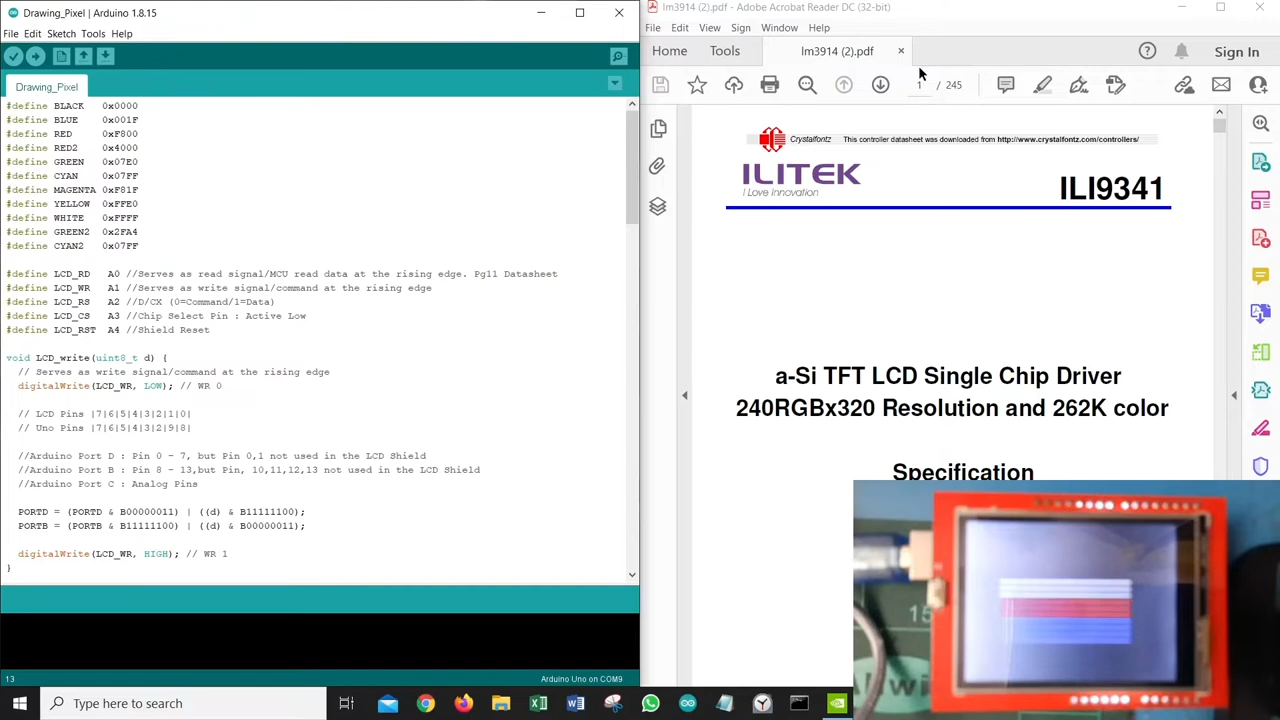 Drawing_Pixel | Arduino 1.8.15
File Edit Sketch Tools Help
Drawing_Pixel
#define BLACK 0x0000
#define BLUE 0x001F
#define RED 0xF800
#define RED2 0x4000
#define GREEN 0x07E0
#define CYAN 0x07FF
#define MAGENTA 0xF81F
#define YELLOW 0xFFE0
#define WHITE 0xFFFF
#define GREEN2 0x2FA4
#define CYAN2 0x07FF
#define LCD_RD A0 //Serves as read signal/MCU read data at the rising edge. Pg11 Datasheet
#define LCD_WR A1 //Serves as write signal/command at the rising edge
#define LCD_RS A2 //D/CX (0=Command/1=Data)
#define LCD_CS A3 //Chip Select Pin : Active Low
#define LCD_RST A4 //Shield Reset
void LCD_write(uint8_t d) {
// Serves as write signal/command at the rising edge
digitalWrite(LCD_WR, LOW); // WR 0
// LCD Pins |7|6|5|4|3|2|1|0|
// Uno Pins |7|6|5|4|3|2|9|8|
//Arduino Port D : Pin 0 - 7, but Pin 0,1 not used in the LCD Shield
//Arduino Port B : Pin 8 - 13,but Pin, 10,11,12,13 not used in the LCD Shield
//Arduino Port C : Analog Pins
PORTD = (PORTD & B00000011) | ((d) & B11111100);
PORTB = (PORTB & B11111100) | ((d) & B00000011);
digitalWrite(LCD_WR, HIGH); // WR 1
}
13
Arduino Uno on COM9
lm3914 (2).pdf - Adobe Acrobat Reader DC (32-bit)
File Edit View Sign Window Help
Home Tools lm3914 (2).pdf × Sign In
1 / 245
Crystalfontz This controller datasheet was downloaded from http://www.crystalfontz.com/controllers/
ILITEK
I Love Innovation
ILI9341
a-Si TFT LCD Single Chip Driver
240RGBx320 Resolution and 262K color
Specification
15
Type here to search